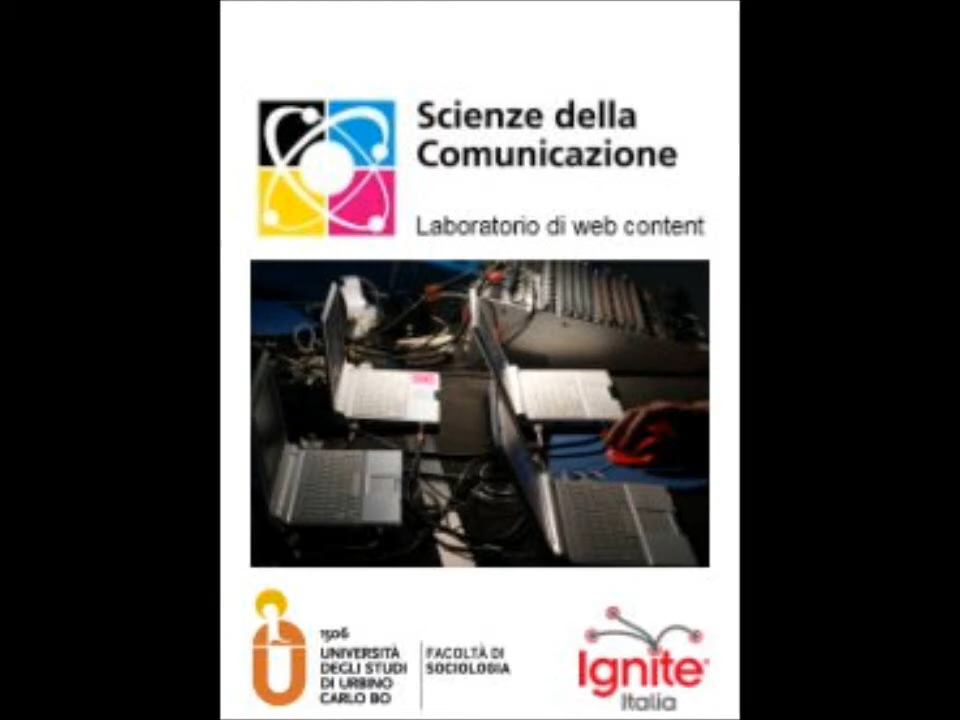 Scienze della
Comunicazione
Laboratorio di web content
1506
UNIVERSITÀ
DEGLI STUDI
DI URBINO
CARLO BO
FACOLTÀ DI
SOCIOLOGIA
Ignite
Italia